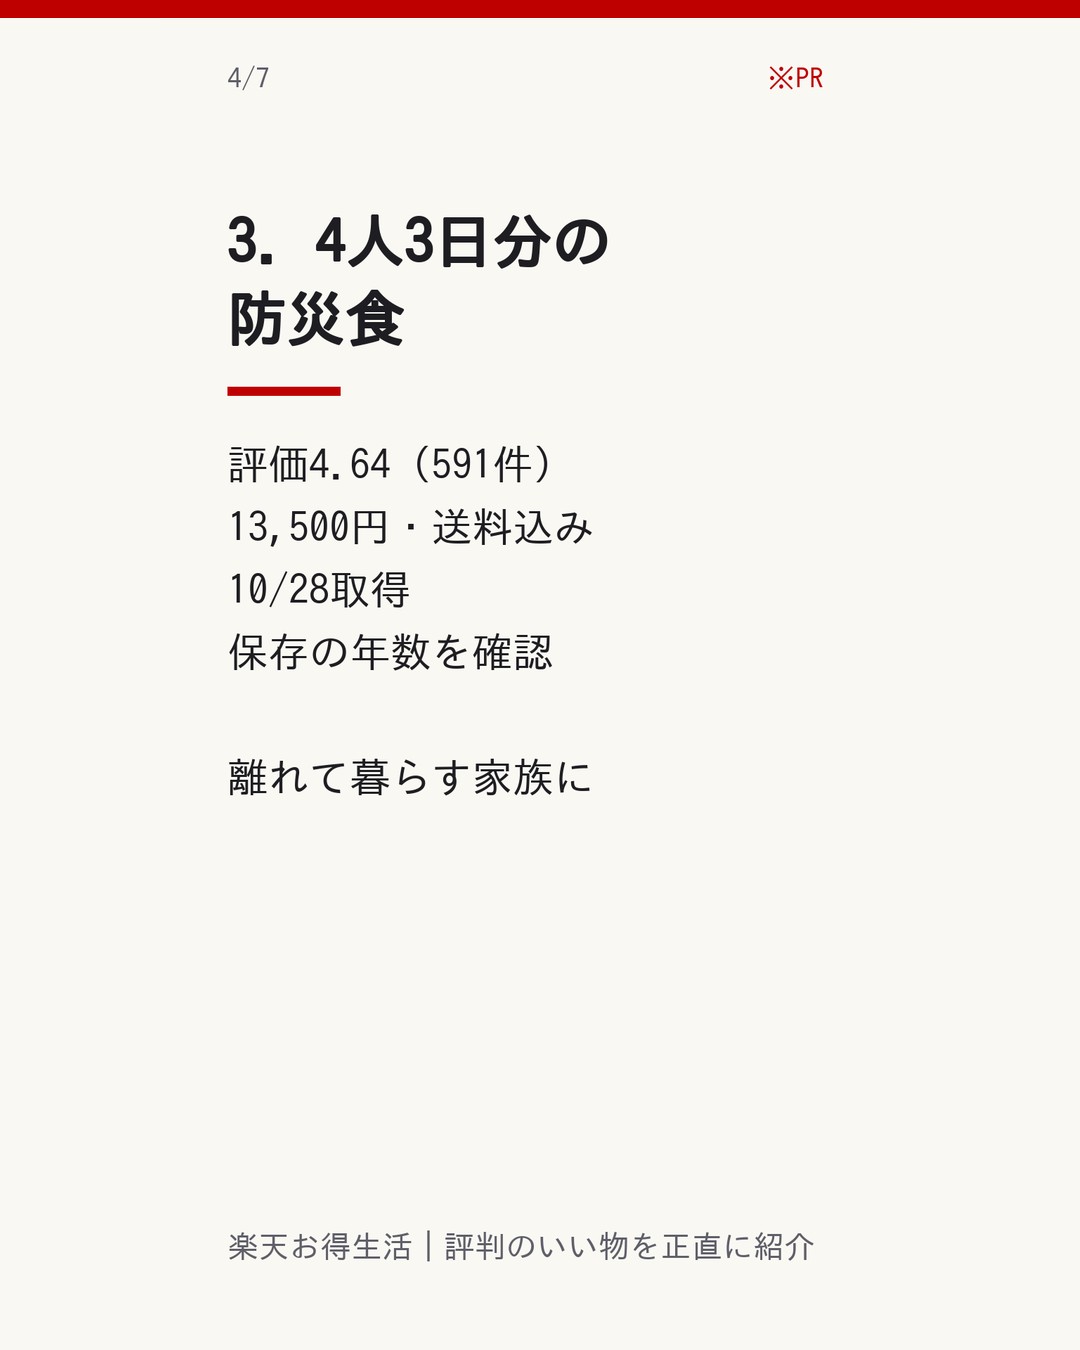 4/7
※PR
3. 4人3日分の
防災食
評価4.64（591件）
13,500円・送料込み
10/28取得
保存の年数を確認
離れて暮らす家族に
楽天お得生活｜評判のいい物を正直に紹介